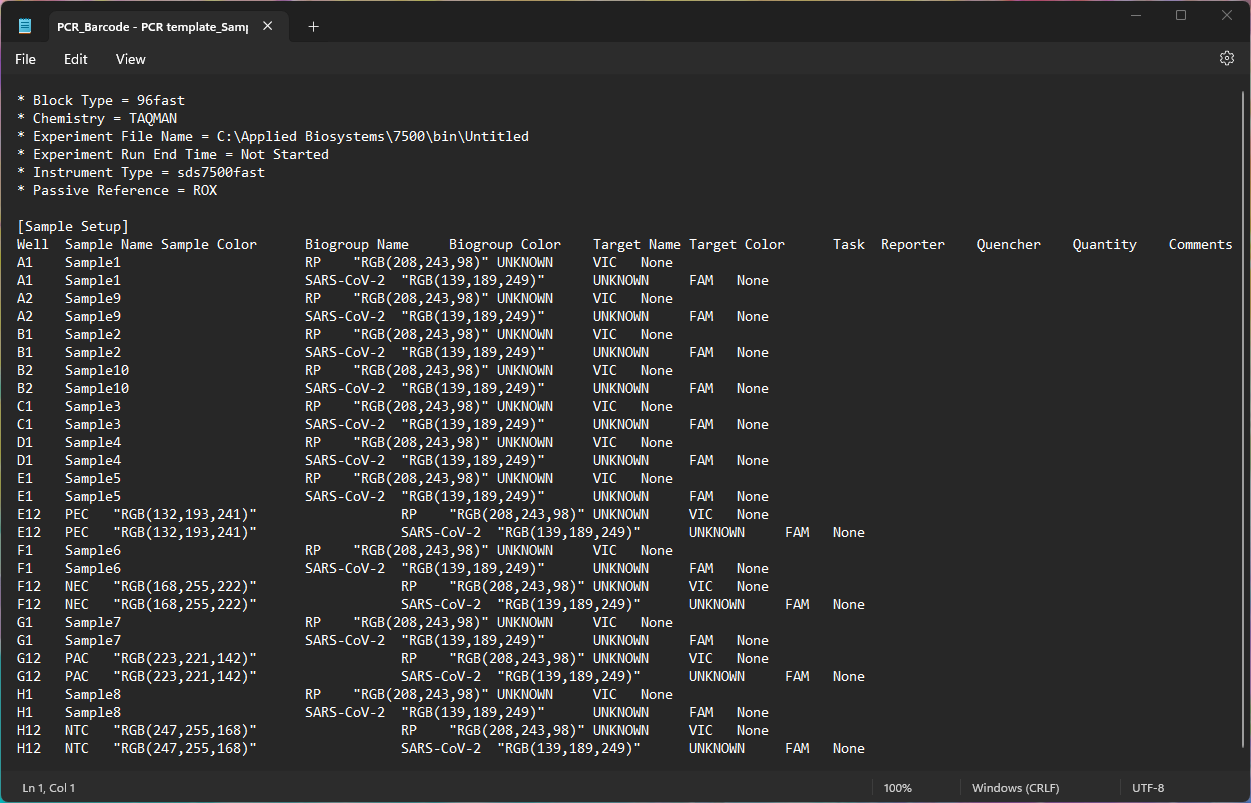 PCR_Barcode - PCR template_Samp
File Edit View
* Block Type = 96fast
* Chemistry = TAQMAN
* Experiment File Name = C:\Applied Biosystems\7500\bin\Untitled
* Experiment Run End Time = Not Started
* Instrument Type = sds7500fast
* Passive Reference = ROX
[Sample Setup]
Well Sample Name Sample Color Biogroup Name Biogroup Color Target Name Target Color Task Reporter Quencher Quantity Comments
A1 Sample1 RP "RGB(208,243,98)" UNKNOWN VIC None
A1 Sample1 SARS-CoV-2 "RGB(139,189,249)" UNKNOWN FAM None
A2 Sample9 RP "RGB(208,243,98)" UNKNOWN VIC None
A2 Sample9 SARS-CoV-2 "RGB(139,189,249)" UNKNOWN FAM None
B1 Sample2 RP "RGB(208,243,98)" UNKNOWN VIC None
B1 Sample2 SARS-CoV-2 "RGB(139,189,249)" UNKNOWN FAM None
B2 Sample10 RP "RGB(208,243,98)" UNKNOWN VIC None
B2 Sample10 SARS-CoV-2 "RGB(139,189,249)" UNKNOWN FAM None
C1 Sample3 RP "RGB(208,243,98)" UNKNOWN VIC None
C1 Sample3 SARS-CoV-2 "RGB(139,189,249)" UNKNOWN FAM None
D1 Sample4 RP "RGB(208,243,98)" UNKNOWN VIC None
D1 Sample4 SARS-CoV-2 "RGB(139,189,249)" UNKNOWN FAM None
E1 Sample5 RP "RGB(208,243,98)" UNKNOWN VIC None
E1 Sample5 SARS-CoV-2 "RGB(139,189,249)" UNKNOWN FAM None
E12 PEC "RGB(132,193,241)" RP "RGB(208,243,98)" UNKNOWN VIC None
E12 PEC "RGB(132,193,241)" SARS-CoV-2 "RGB(139,189,249)" UNKNOWN FAM None
F1 Sample6 RP "RGB(208,243,98)" UNKNOWN VIC None
F1 Sample6 SARS-CoV-2 "RGB(139,189,249)" UNKNOWN FAM None
F12 NEC "RGB(168,255,222)" RP "RGB(208,243,98)" UNKNOWN VIC None
F12 NEC "RGB(168,255,222)" SARS-CoV-2 "RGB(139,189,249)" UNKNOWN FAM None
G1 Sample7 RP "RGB(208,243,98)" UNKNOWN VIC None
G1 Sample7 SARS-CoV-2 "RGB(139,189,249)" UNKNOWN FAM None
G12 PAC "RGB(223,221,142)" RP "RGB(208,243,98)" UNKNOWN VIC None
G12 PAC "RGB(223,221,142)" SARS-CoV-2 "RGB(139,189,249)" UNKNOWN FAM None
H1 Sample8 RP "RGB(208,243,98)" UNKNOWN VIC None
H1 Sample8 SARS-CoV-2 "RGB(139,189,249)" UNKNOWN FAM None
H12 NTC "RGB(247,255,168)" RP "RGB(208,243,98)" UNKNOWN VIC None
H12 NTC "RGB(247,255,168)" SARS-CoV-2 "RGB(139,189,249)" UNKNOWN FAM None
Ln 1, Col 1 100% Windows (CRLF) UTF-8